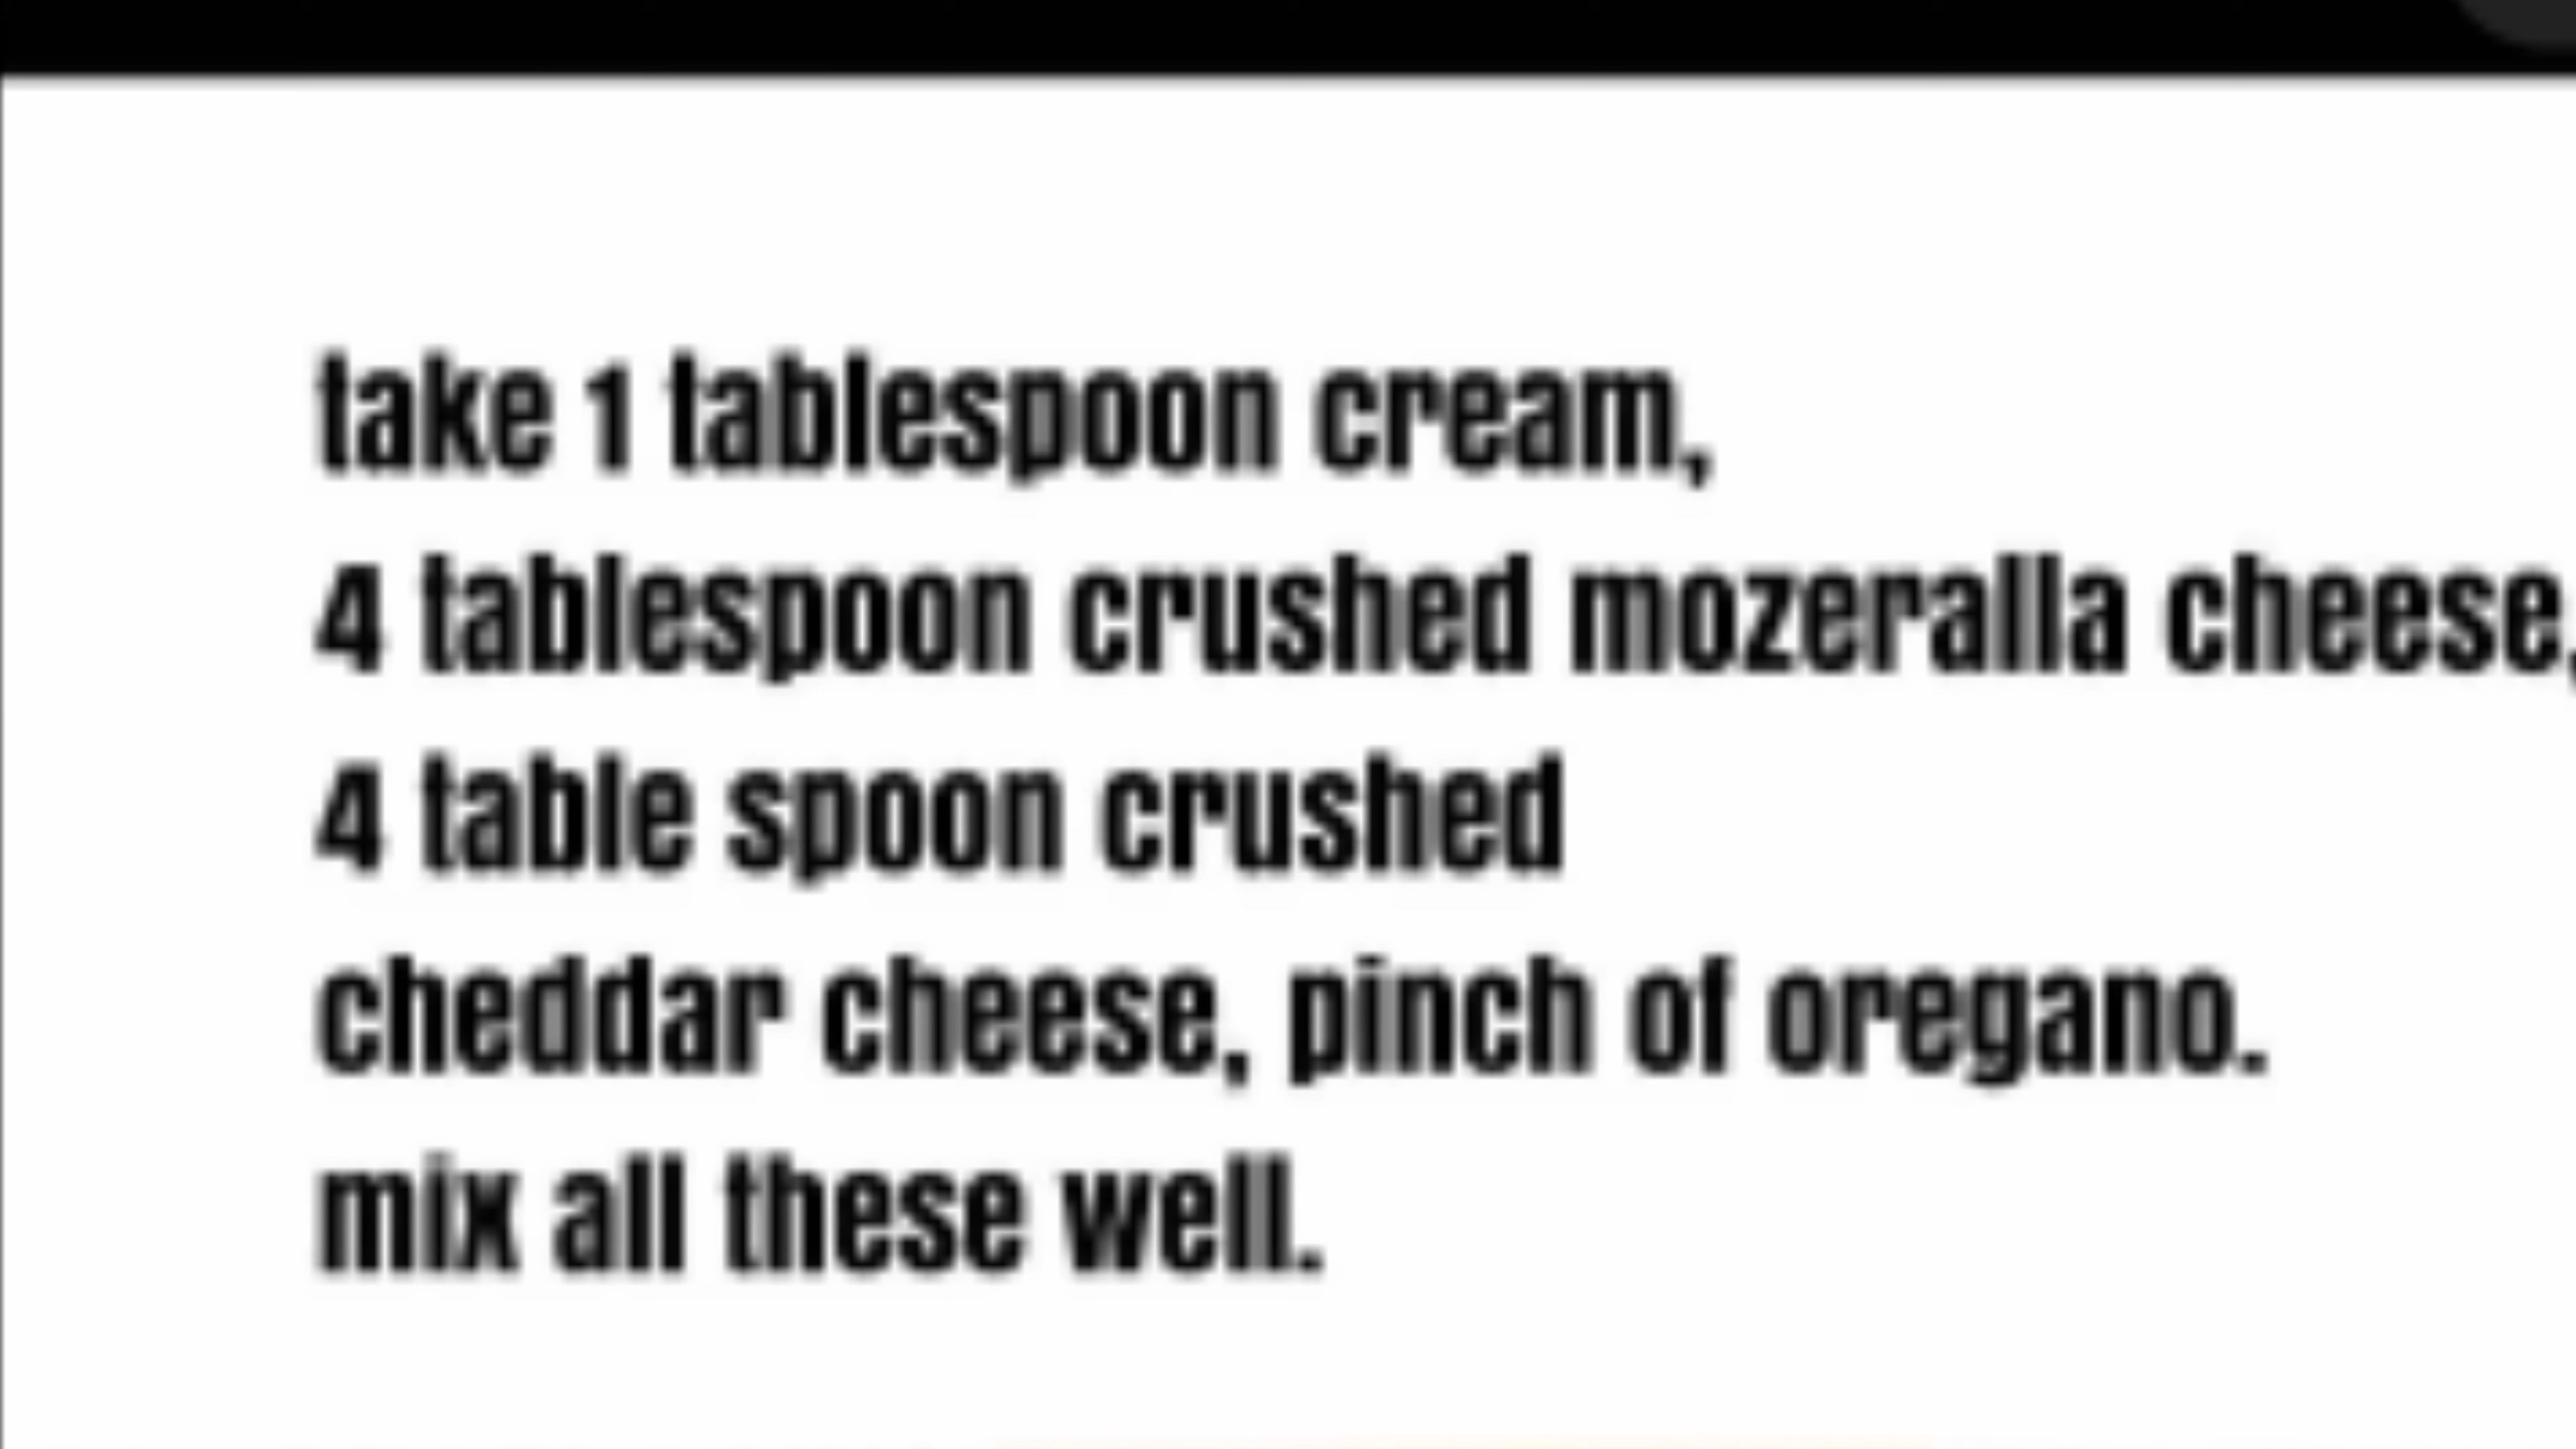 take 1 tablespoon cream,
4 tablespoon crushed mozeralla cheese,
4 table spoon crushed
cheddar cheese, pinch of oregano.
mix all these well.